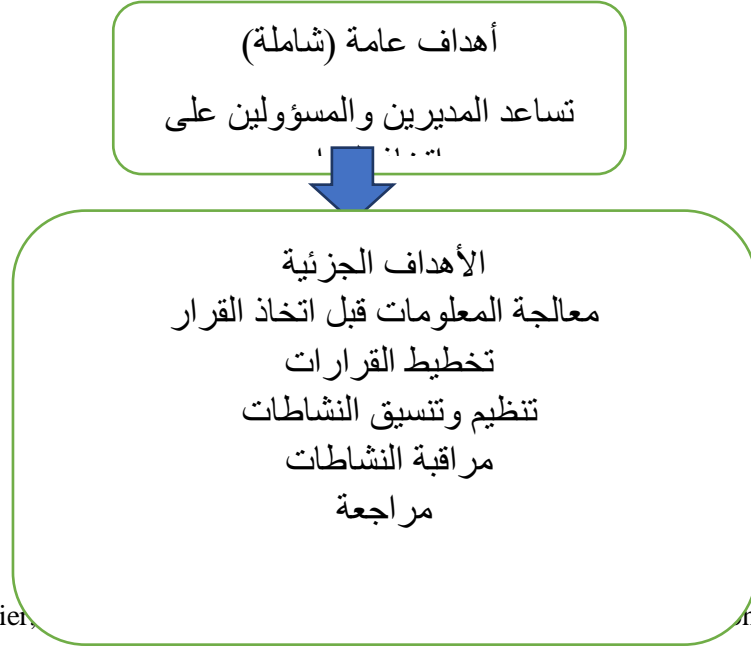 أهداف عامة (شاملة)
تساعد المديرين والمسؤولين على
الأهداف الجزئية
معالجة المعلومات قبل اتخاذ القرار
تخطيط القرارات
تنظيم وتنسيق النشاطات
مراقبة النشاطات
مراجعة